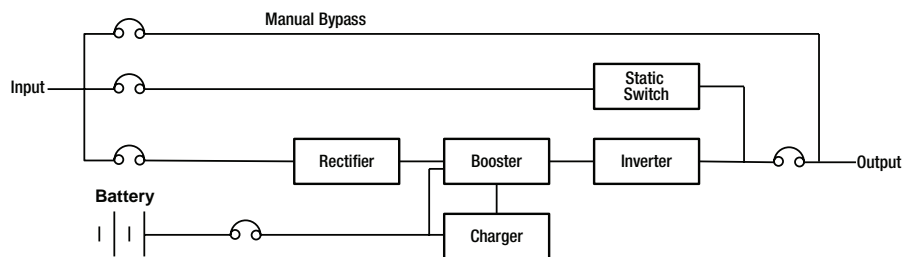 Manual Bypass
Input
Static
Switch
Rectifier
Booster
Inverter
Output
Battery
Charger